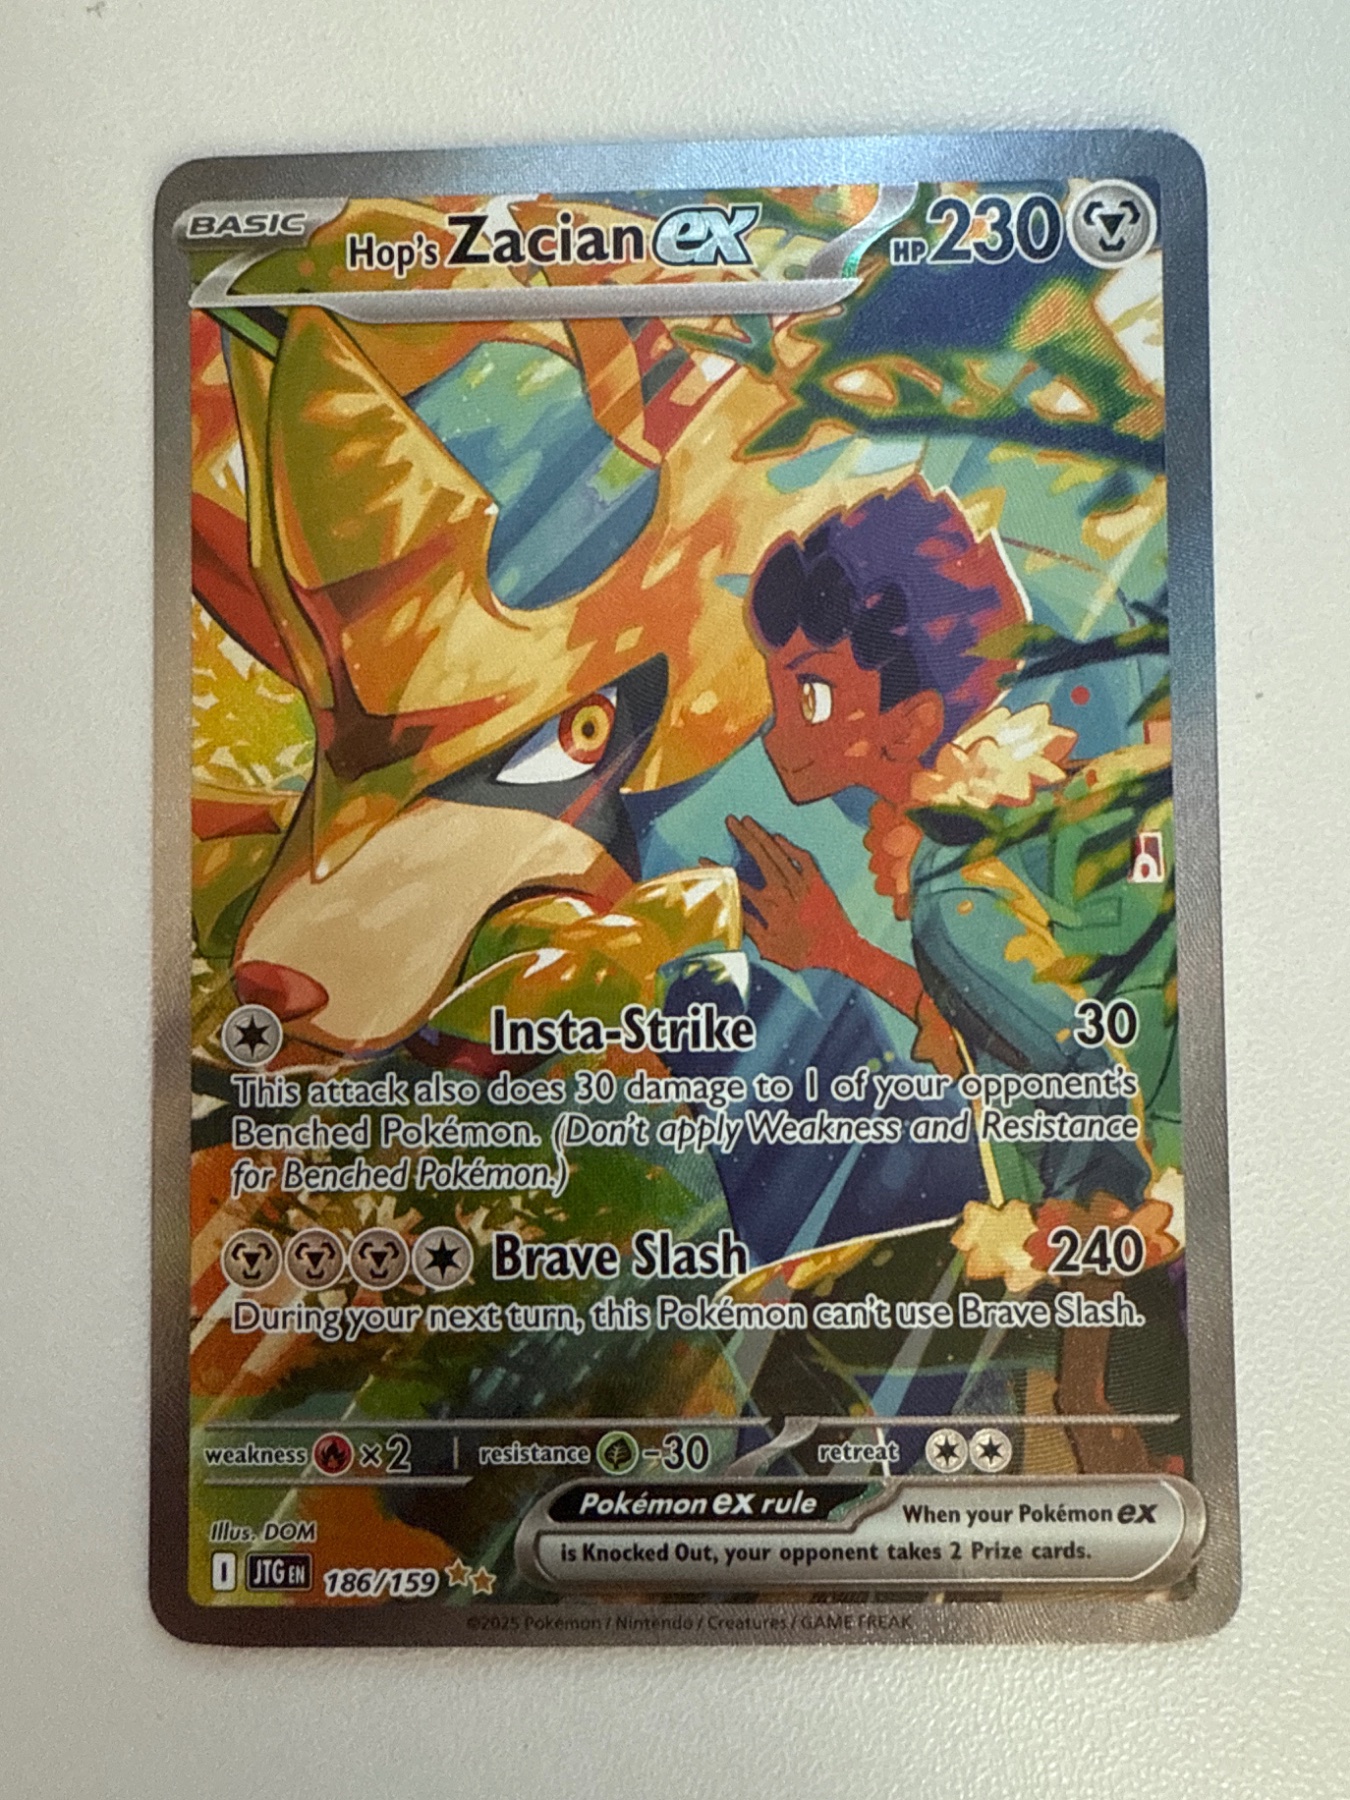 BASIC
Hop's Zacian ex HP 230
Insta-Strike 30
This attack also does 30 damage to 1 of your opponent's
Benched Pokémon. (Don't apply Weakness and Resistance
for Benched Pokémon.)
Brave Slash 240
During your next turn, this Pokémon can't use Brave Slash.
weakness ×2 resistance -30 retreat
Pokémon ex rule When your Pokémon ex
is Knocked Out, your opponent takes 2 Prize cards.
Illus. DOM
I JTG EN 186/159
©2025 Pokémon / Nintendo / Creatures / GAME FREAK